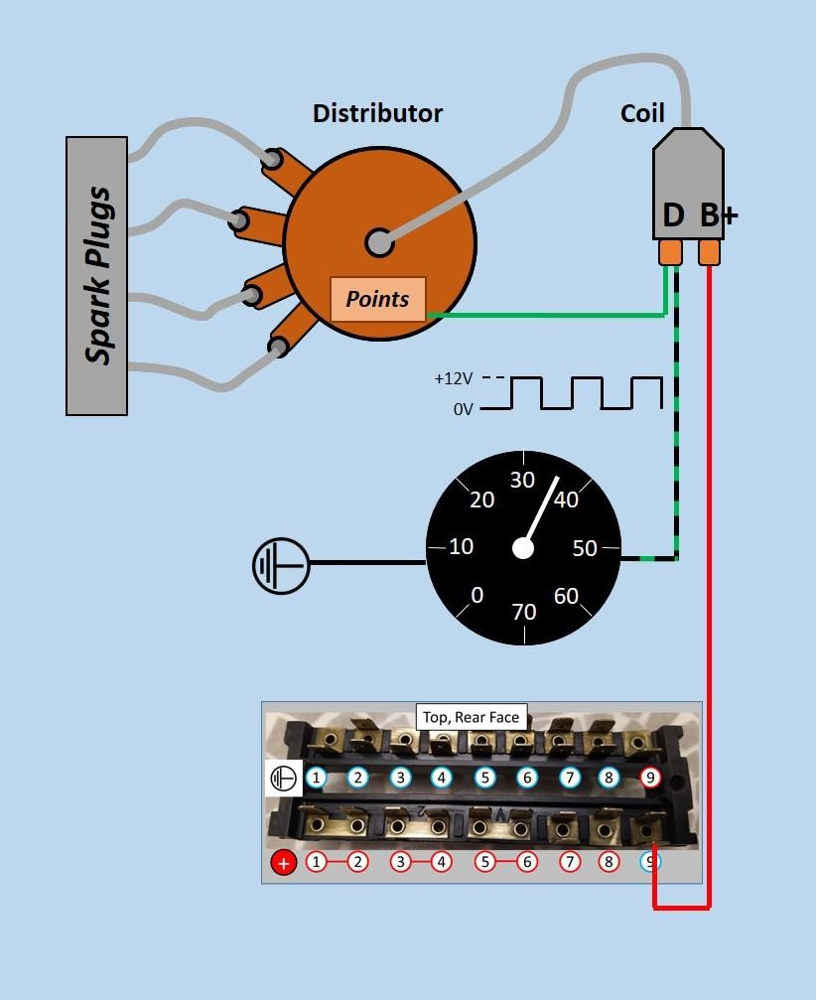 Distributor
Coil
Spark Plugs
D B+
Points
+12V
0V
30
20
40
10
50
0
60
70
Top, Rear Face
1 2 3 4 5 6 7 8 9
+ 1 2 3 4 5 6 7 8 9